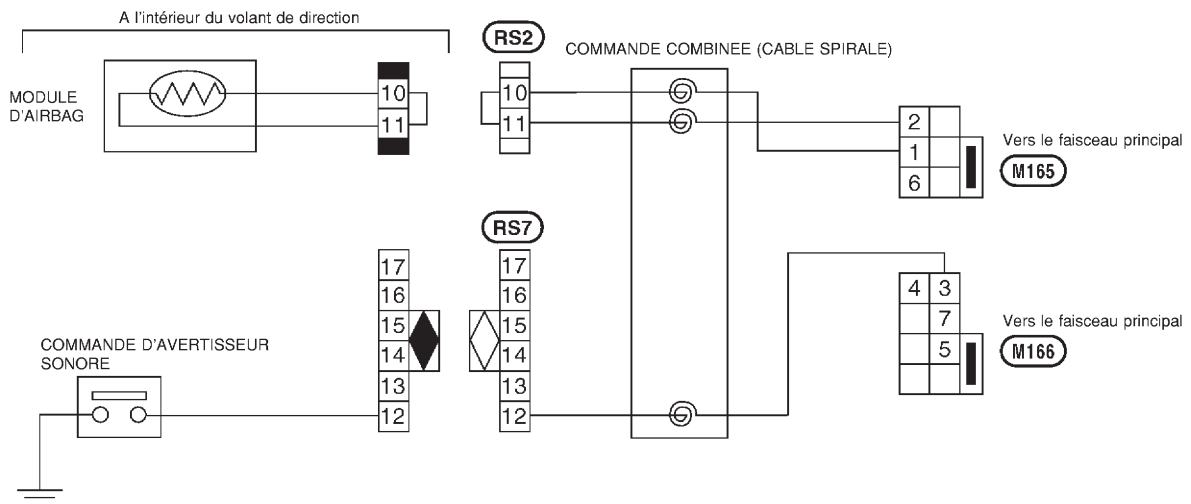 A l'intérieur du volant de direction
RS2
COMMANDE COMBINEE (CABLE SPIRALE)
MODULE
D'AIRBAG
10
11
10
11
2
1
6
Vers le faisceau principal
M165
RS7
17
16
15
14
13
12
17
16
15
14
13
12
4 3
7
5
Vers le faisceau principal
M166
COMMANDE D'AVERTISSEUR
SONORE